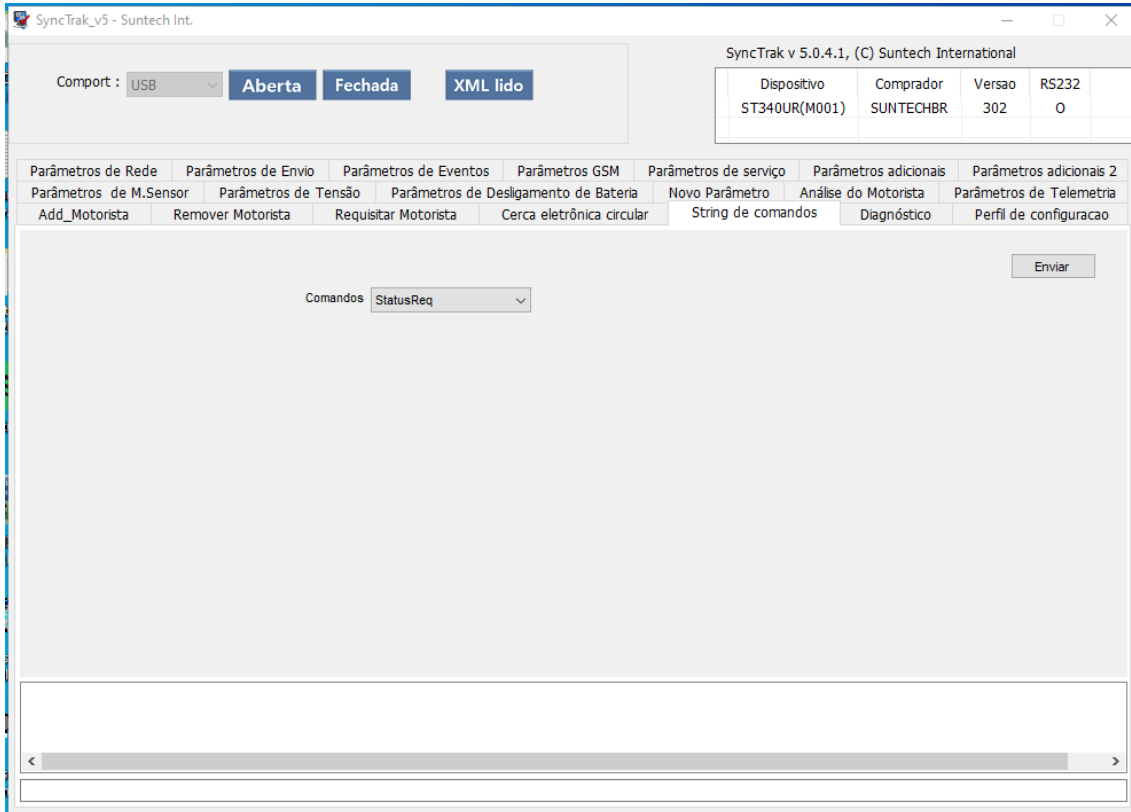 SyncTrak_v5 - Suntech Int.
SyncTrak v 5.0.4.1, (C) Suntech International
Comport : USB Aberta Fechada XML lido
Dispositivo Comprador Versao RS232
ST340UR(M001) SUNTECHBR 302 O
Parâmetros de Rede Parâmetros de Envio Parâmetros de Eventos Parâmetros GSM Parâmetros de serviço Parâmetros adicionais Parâmetros adicionais 2
Parâmetros de M.Sensor Parâmetros de Tensão Parâmetros de Desligamento de Bateria Novo Parâmetro Análise do Motorista Parâmetros de Telemetria
Add_Motorista Remover Motorista Requisitar Motorista Cerca eletrônica circular String de comandos Diagnóstico Perfil de configuracao
Enviar
Comandos StatusReq